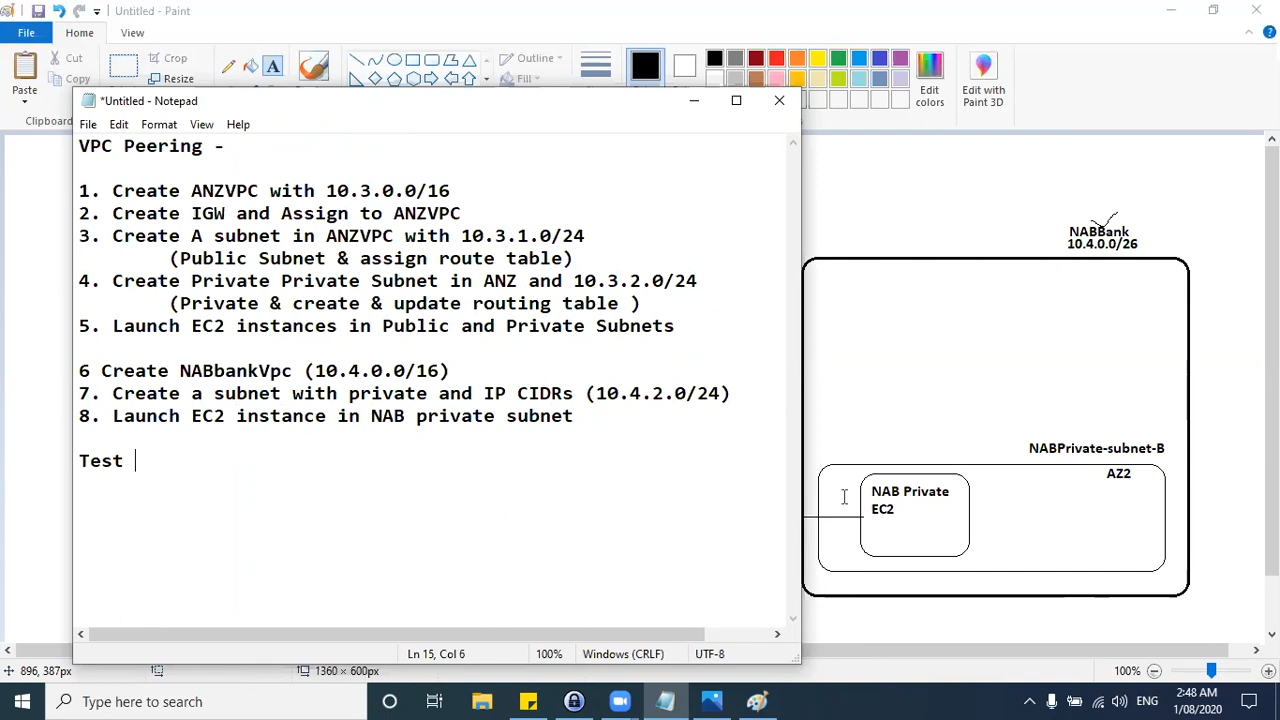 Untitled - Paint
File
Home
View
Paste
Cut
Copy
Clipboard
Crop
Resize
A
Outline
Fill
Edit
colors
Edit with
Paint 3D
*Untitled - Notepad
File Edit Format View Help
VPC Peering -
1. Create ANZVPC with 10.3.0.0/16
2. Create IGW and Assign to ANZVPC
3. Create A subnet in ANZVPC with 10.3.1.0/24
(Public Subnet & assign route table)
4. Create Private Private Subnet in ANZ and 10.3.2.0/24
(Private & create & update routing table )
5. Launch EC2 instances in Public and Private Subnets
6 Create NABbankVpc (10.4.0.0/16)
7. Create a subnet with private and IP CIDRs (10.4.2.0/24)
8. Launch EC2 instance in NAB private subnet
Test
Ln 15, Col 6 100% Windows (CRLF) UTF-8
NABBank
10.4.0.0/26
NABPrivate-subnet-B
AZ2
NAB Private
EC2
896, 387px
1360 × 600px
100%
Type here to search
ENG
2:48 AM
1/08/2020